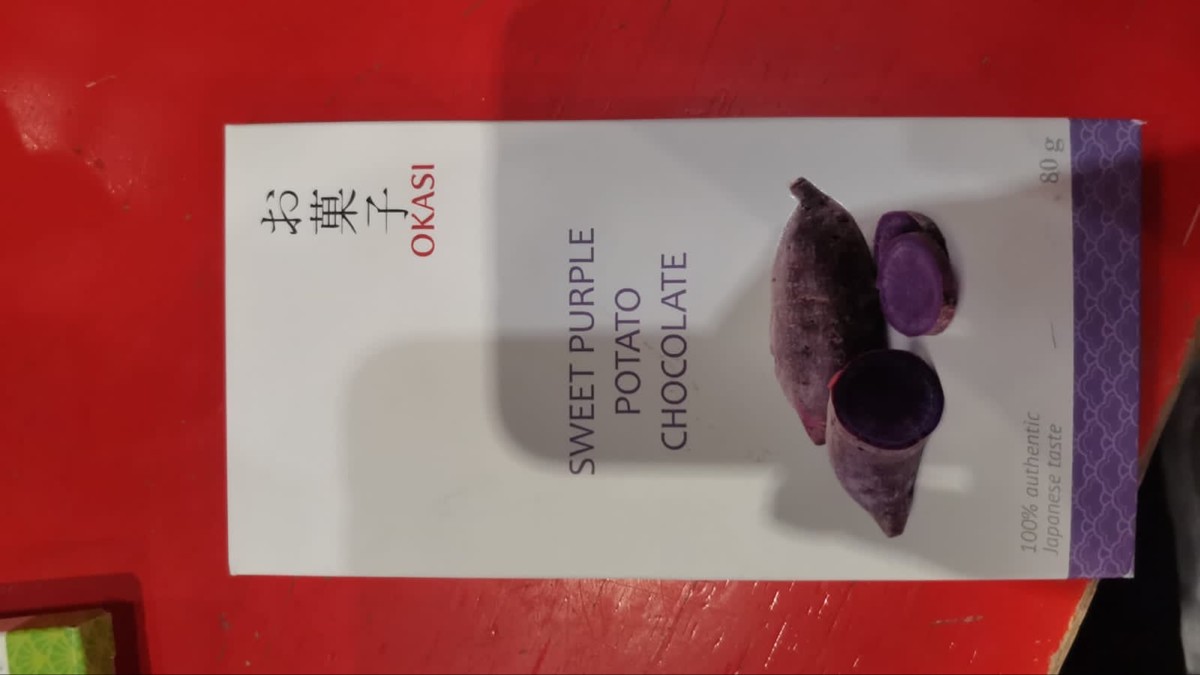 お菓子
OKASI
SWEET PURPLE
POTATO
CHOCOLATE
100% authentic
Japanese taste
80 g